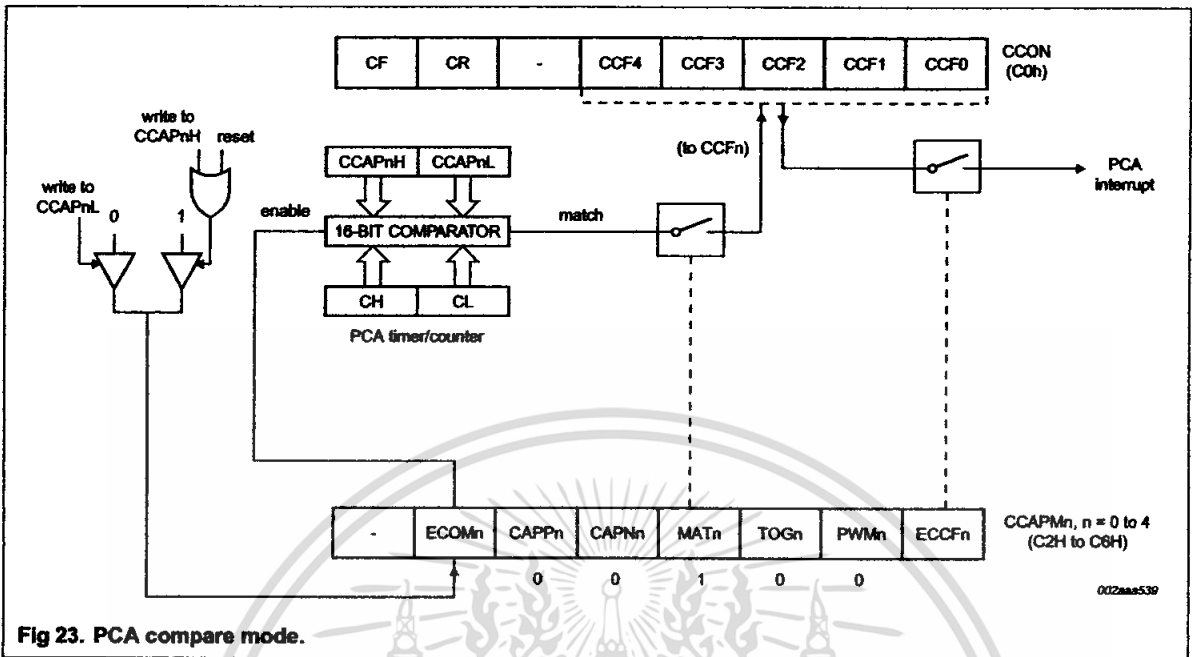 CF CR - CCF4 CCF3 CCF2 CCF1 CCF0
CCON
(C0h)
write to
CCAPnH reset
(to CCFn)
CCAPnH CCAPnL
PCA
interrupt
write to
CCAPnL
0 1
enable
16-BIT COMPARATOR
match
CH CL
PCA timer/counter
- ECOMn CAPPn CAPNn MATn TOGn PWMn ECCFn
CCAPMn, n = 0 to 4
(C2H to C6H)
0 0 1 0 0
002aaa539
Fig 23. PCA compare mode.